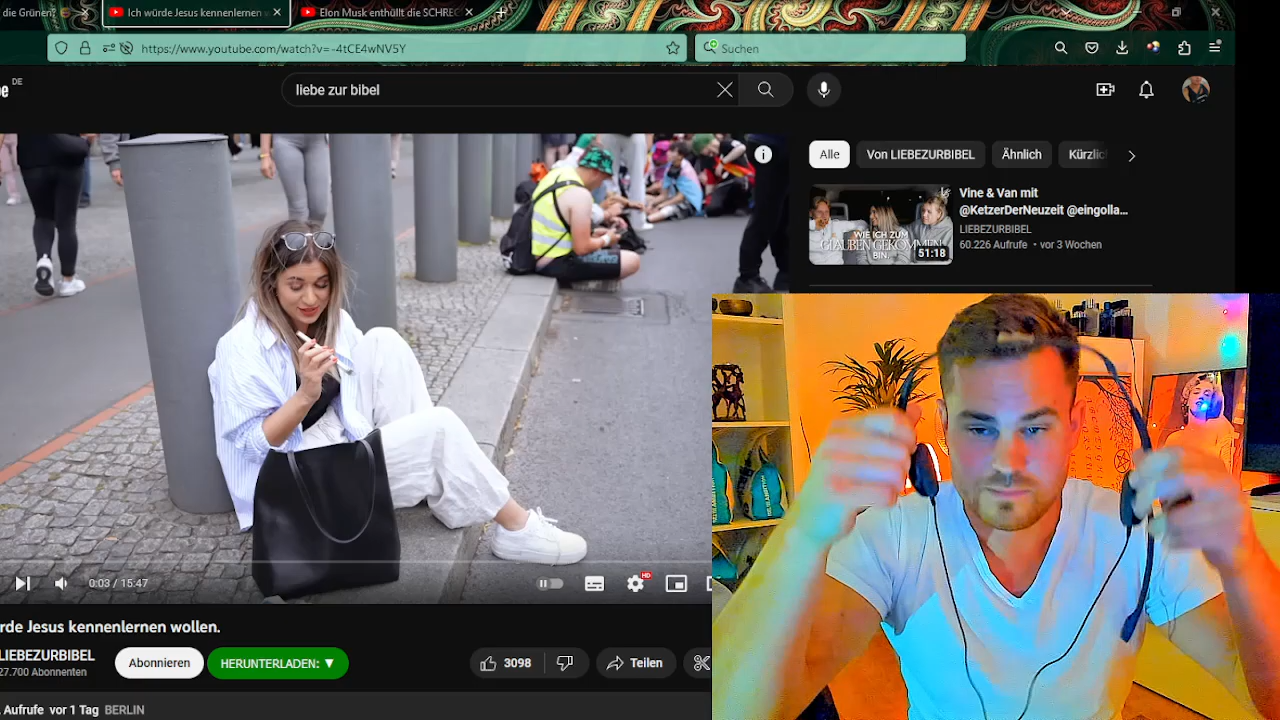 die Grünen?
Ich würde Jesus kennenlernen
Elon Musk enthüllt die SCHREC
https://www.youtube.com/watch?v=-4tCE4wNV5Y
Suchen
be DE
liebe zur bibel
Alle
Von LIEBEZURBIBEL
Ähnlich
Kürzlic
Vine & Van mit
@KetzerDerNeuzeit @eingolla...
LIEBEZURBIBEL
60.226 Aufrufe • vor 3 Wochen
WIE ICH ZUM
GLAUBEN GEKOMMEN
BIN.
51:18
0:03 / 15:47
HD
rde Jesus kennenlernen wollen.
LIEBEZURBIBEL
27.700 Abonnenten
Abonnieren
HERUNTERLADEN: ▼
3098
Teilen
Aufrufe vor 1 Tag BERLIN